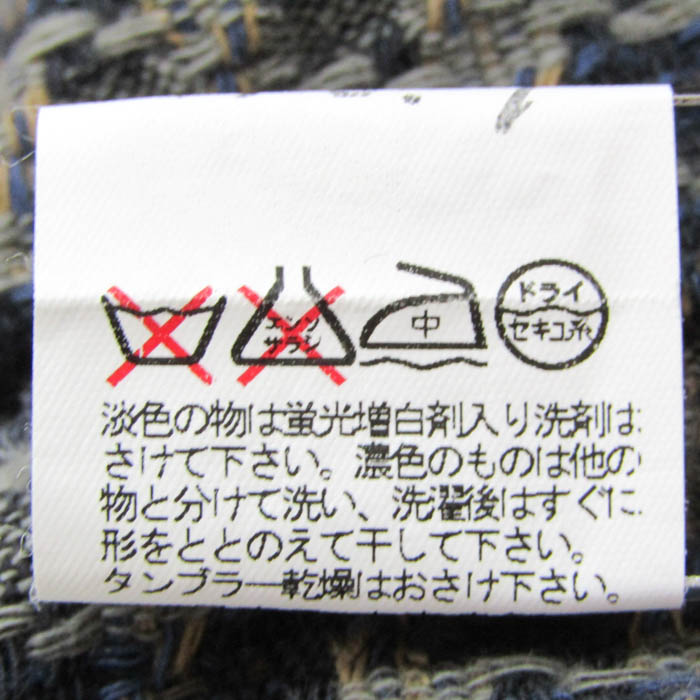 エンソ
サラシ
中
ドライ
セキユ系
淡色の物は蛍光増白剤入り洗剤は
さけて下さい。濃色のものは他の
物と分けて洗い、洗濯後はすぐに
形をととのえて干して下さい。
タンブラー乾燥はおさけ下さい。